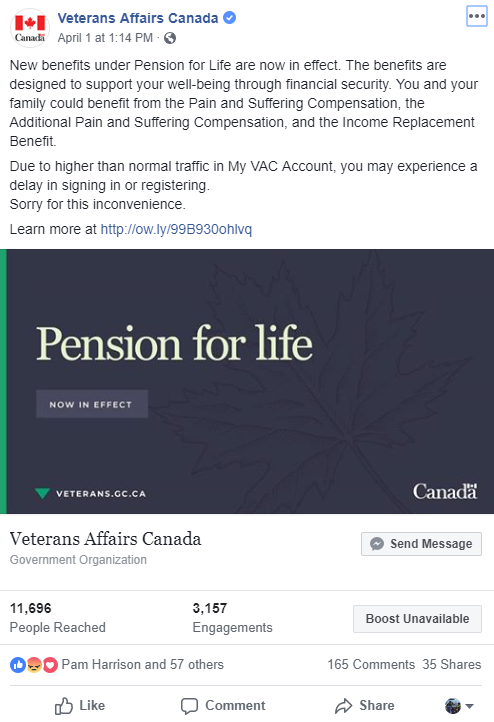 Veterans Affairs Canada
Canada
April 1 at 1:14 PM ·
New benefits under Pension for Life are now in effect. The benefits are
designed to support your well-being through financial security. You and your
family could benefit from the Pain and Suffering Compensation, the
Additional Pain and Suffering Compensation, and the Income Replacement
Benefit.
Due to higher than normal traffic in My VAC Account, you may experience a
delay in signing in or registering.
Sorry for this inconvenience.
Learn more at http://ow.ly/99B930ohlvq
Pension for life
NOW IN EFFECT
VETERANS.GC.CA
Canada
Veterans Affairs Canada
Government Organization
Send Message
11,696
People Reached
3,157
Engagements
Boost Unavailable
Pam Harrison and 57 others
165 Comments 35 Shares
Like
Comment
Share